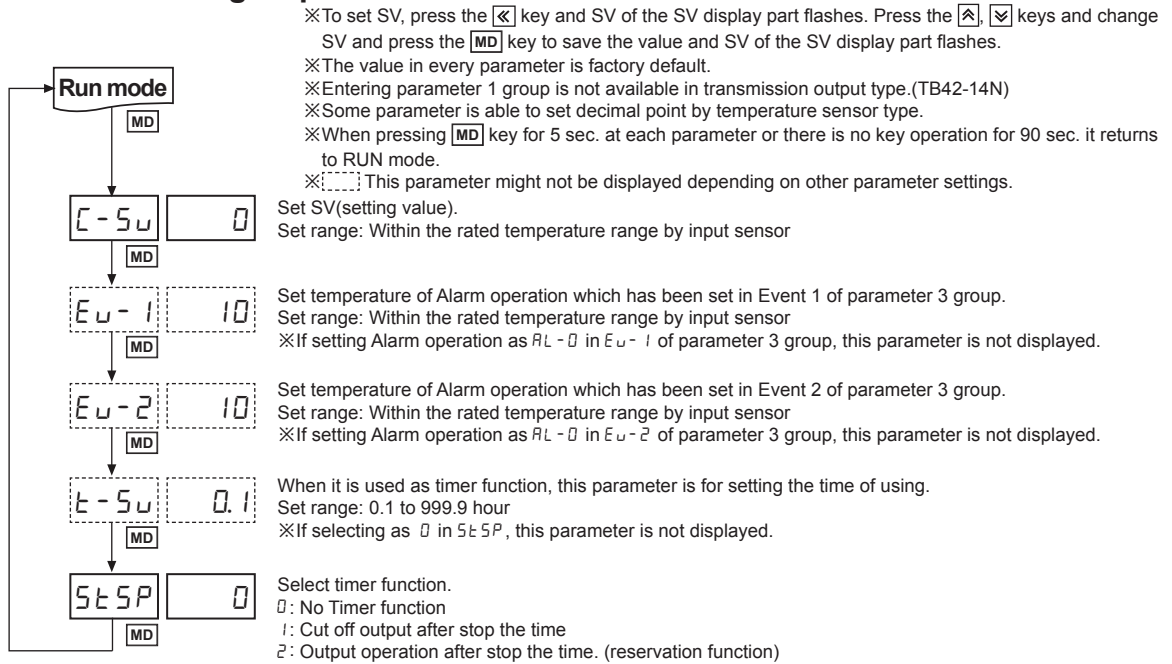 ※To set SV, press the « key and SV of the SV display part flashes. Press the , keys and change
SV and press the MD key to save the value and SV of the SV display part flashes.
※The value in every parameter is factory default.
※Entering parameter 1 group is not available in transmission output type.(TB42-14N)
※Some parameter is able to set decimal point by temperature sensor type.
※When pressing MD key for 5 sec. at each parameter or there is no key operation for 90 sec. it returns
to RUN mode.
※ This parameter might not be displayed depending on other parameter settings.
Run mode
MD
C-Su 0
Set SV(setting value).
Set range: Within the rated temperature range by input sensor
MD
Eu-1 10
Set temperature of Alarm operation which has been set in Event 1 of parameter 3 group.
Set range: Within the rated temperature range by input sensor
※If setting Alarm operation as AL-0 in Eu-1 of parameter 3 group, this parameter is not displayed.
MD
Eu-2 10
Set temperature of Alarm operation which has been set in Event 2 of parameter 3 group.
Set range: Within the rated temperature range by input sensor
※If setting Alarm operation as AL-0 in Eu-2 of parameter 3 group, this parameter is not displayed.
MD
t-Su 0.1
When it is used as timer function, this parameter is for setting the time of using.
Set range: 0.1 to 999.9 hour
※If selecting as 0 in StSP, this parameter is not displayed.
MD
StSP 0
Select timer function.
0: No Timer function
1: Cut off output after stop the time
2: Output operation after stop the time. (reservation function)
MD